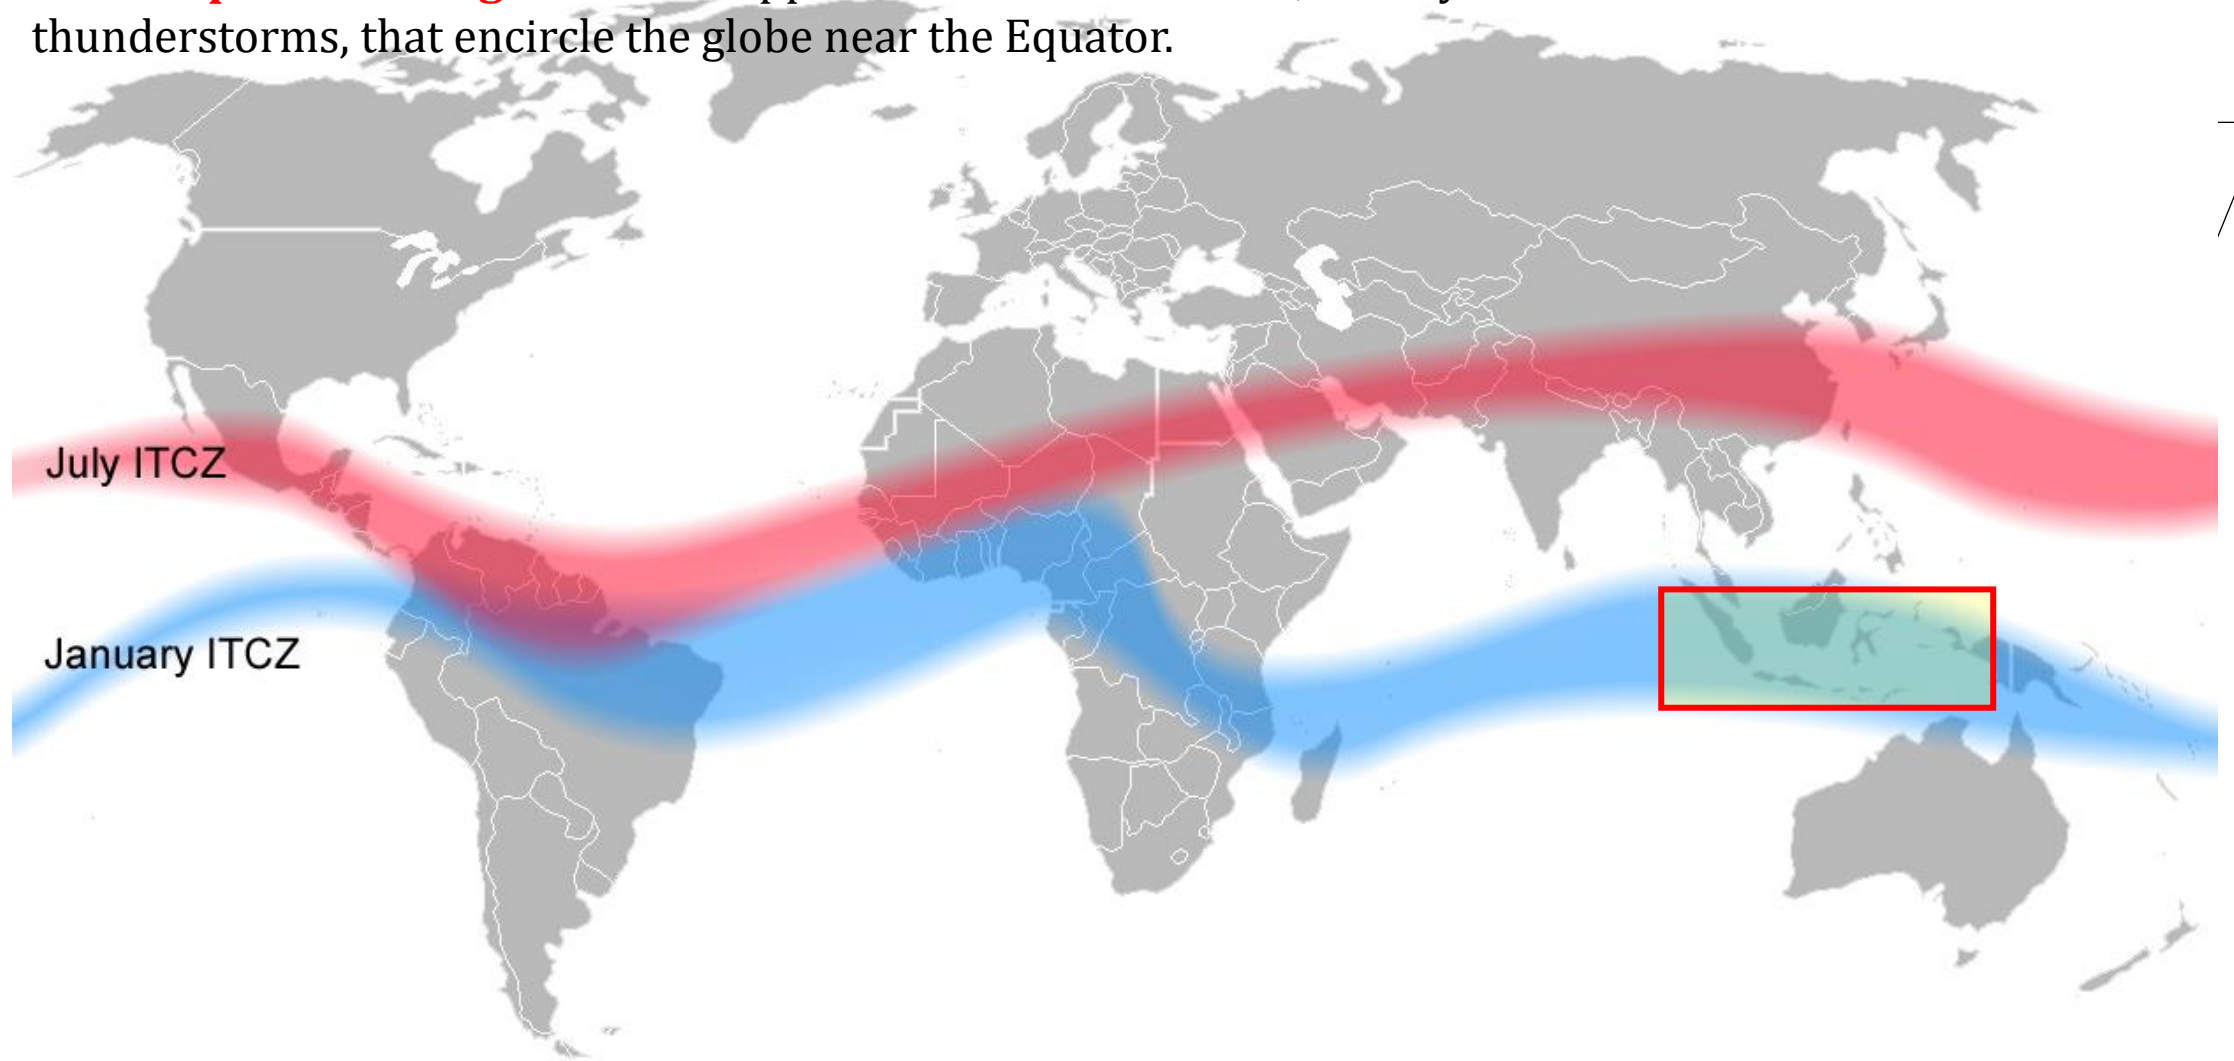 thunderstorms, that encircle the globe near the Equator.
July ITCZ
January ITCZ